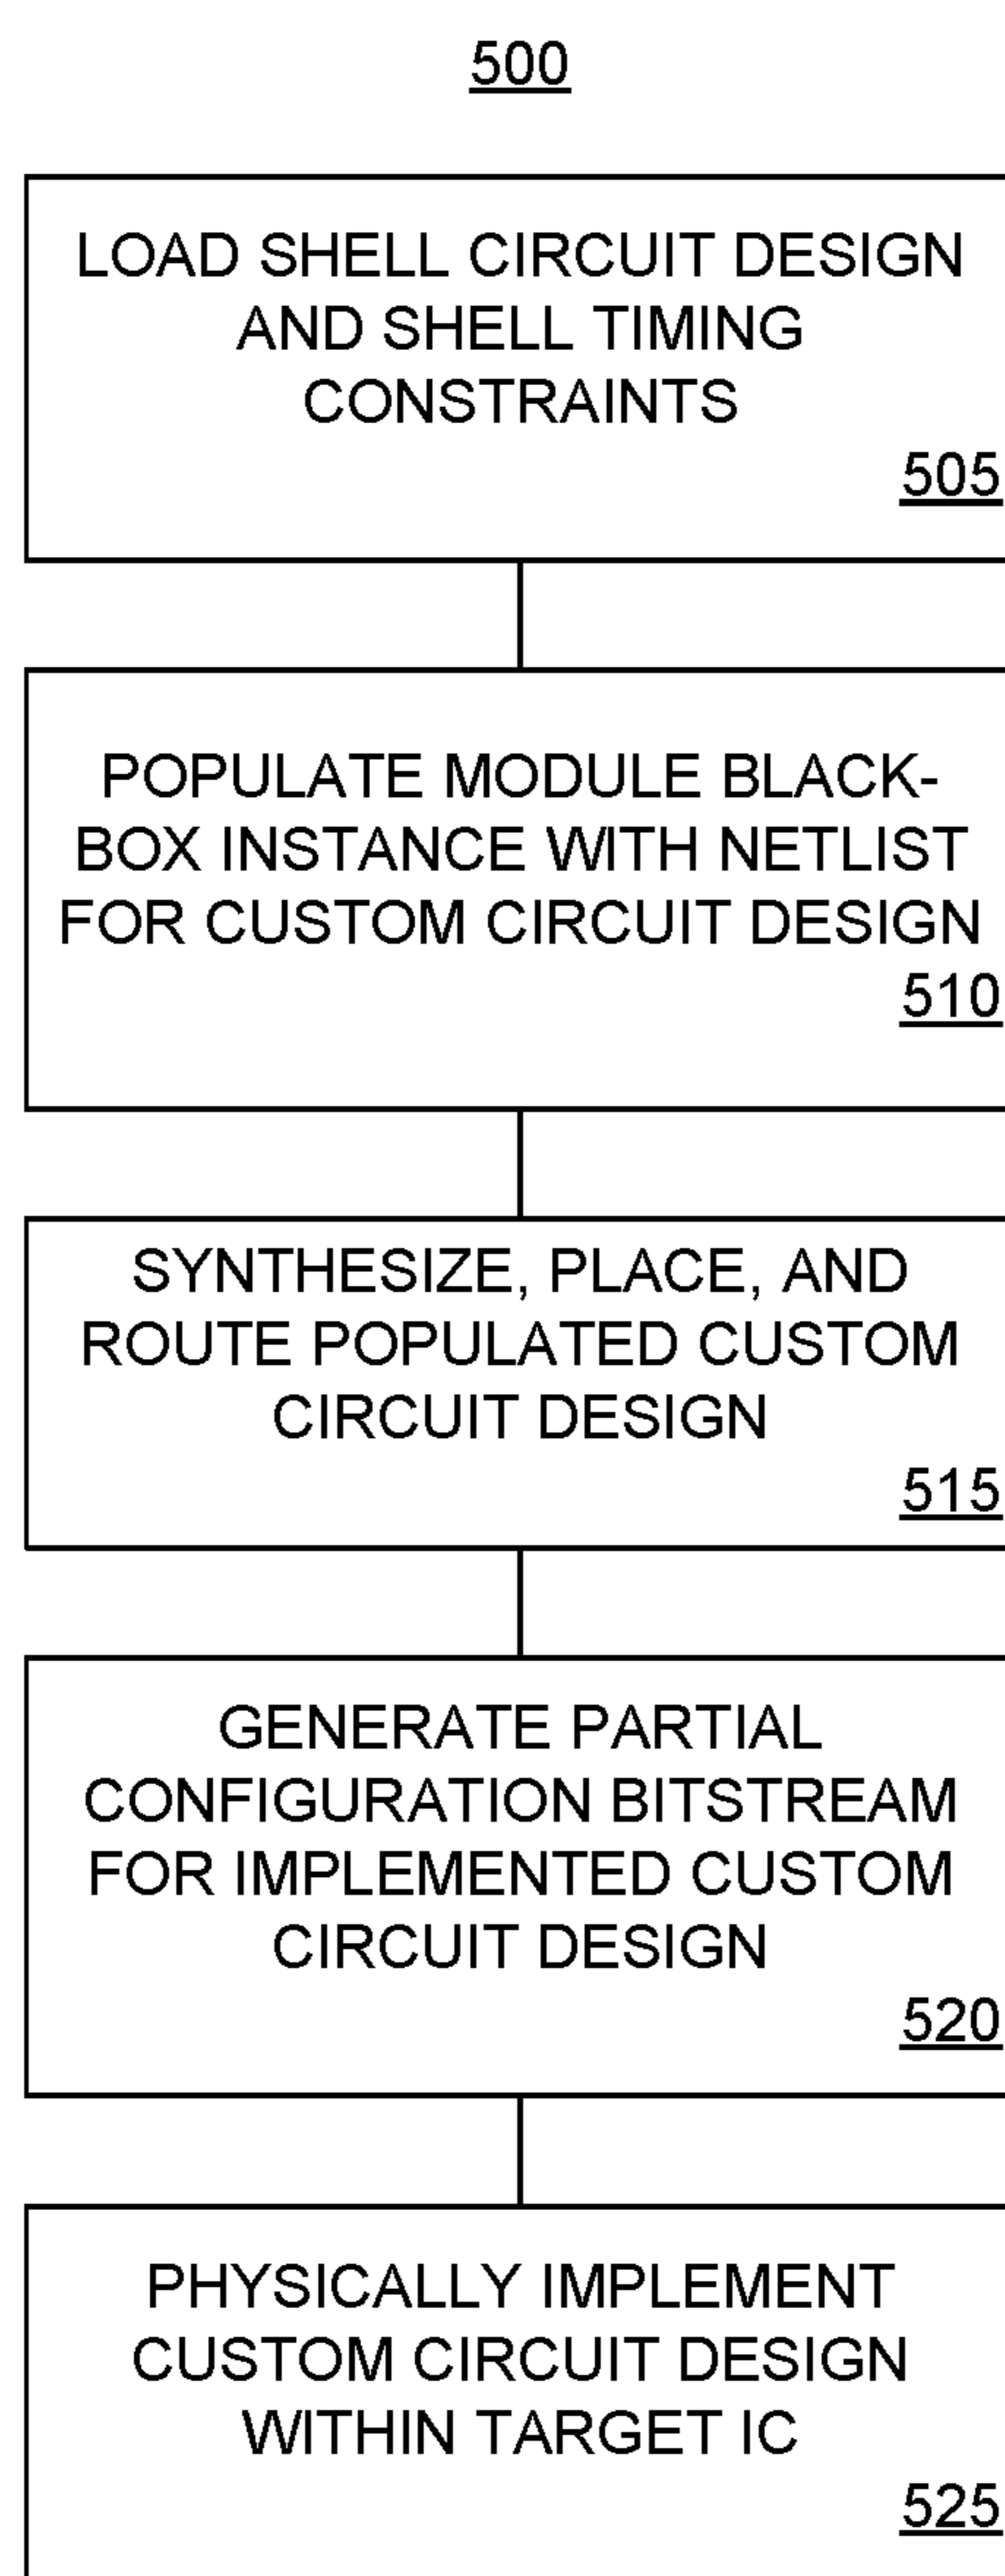 500
LOAD SHELL CIRCUIT DESIGN
AND SHELL TIMING
CONSTRAINTS
505
POPULATE MODULE BLACK-
BOX INSTANCE WITH NETLIST
FOR CUSTOM CIRCUIT DESIGN
510
SYNTHESIZE, PLACE, AND
ROUTE POPULATED CUSTOM
CIRCUIT DESIGN
515
GENERATE PARTIAL
CONFIGURATION BITSTREAM
FOR IMPLEMENTED CUSTOM
CIRCUIT DESIGN
520
PHYSICALLY IMPLEMENT
CUSTOM CIRCUIT DESIGN
WITHIN TARGET IC
525